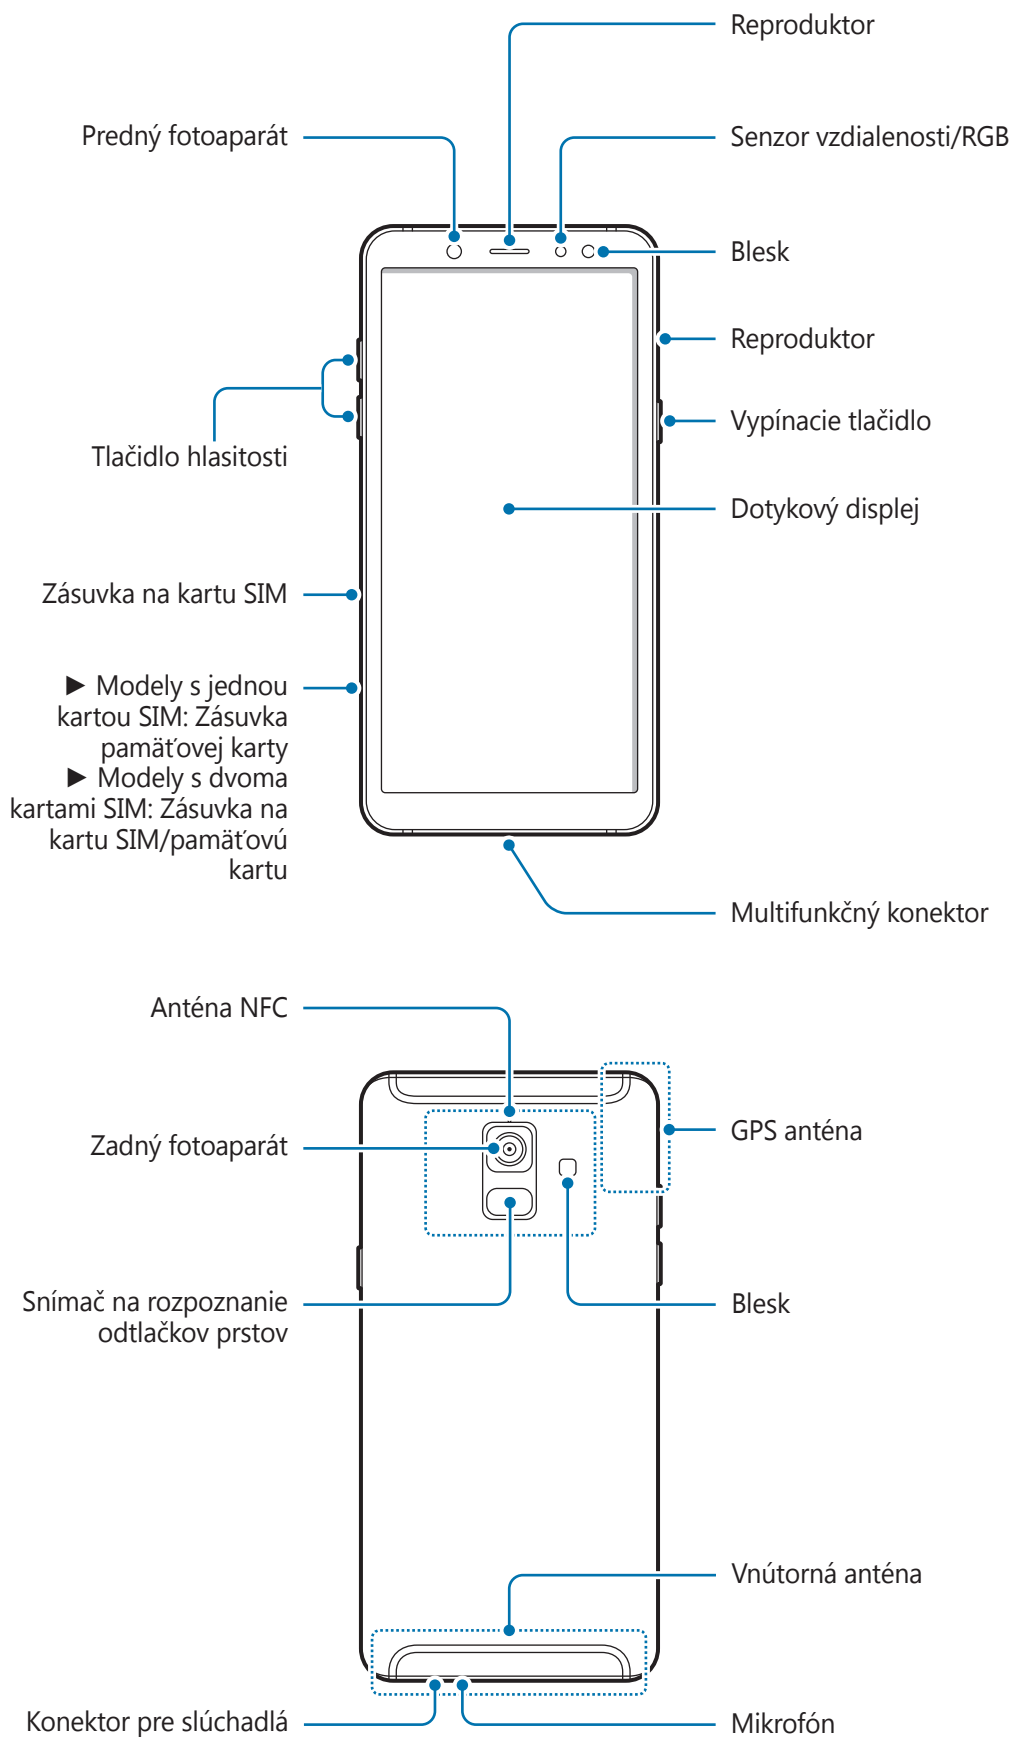 Reproduktor
Predný fotoaparát
Senzor vzdialenosti/RGB
Blesk
Reproduktor
Vypínacie tlačidlo
Tlačidlo hlasitosti
Dotykový displej
Zásuvka na kartu SIM
► Modely s jednou
kartou SIM: Zásuvka
pamäťovej karty
► Modely s dvoma
kartami SIM: Zásuvka na
kartu SIM/pamäťovú
kartu
Multifunkčný konektor
Anténa NFC
Zadný fotoaparát
GPS anténa
Snímač na rozpoznanie
odtlačkov prstov
Blesk
Vnútorná anténa
Konektor pre slúchadlá
Mikrofón